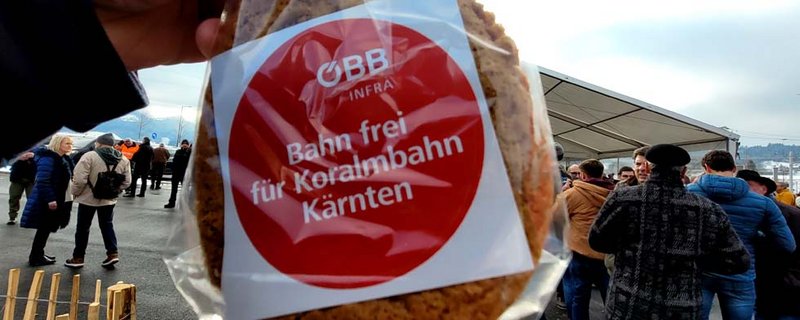 ÖBB
INFRA
Bahn frei
für Koralmbahn
Kärnten